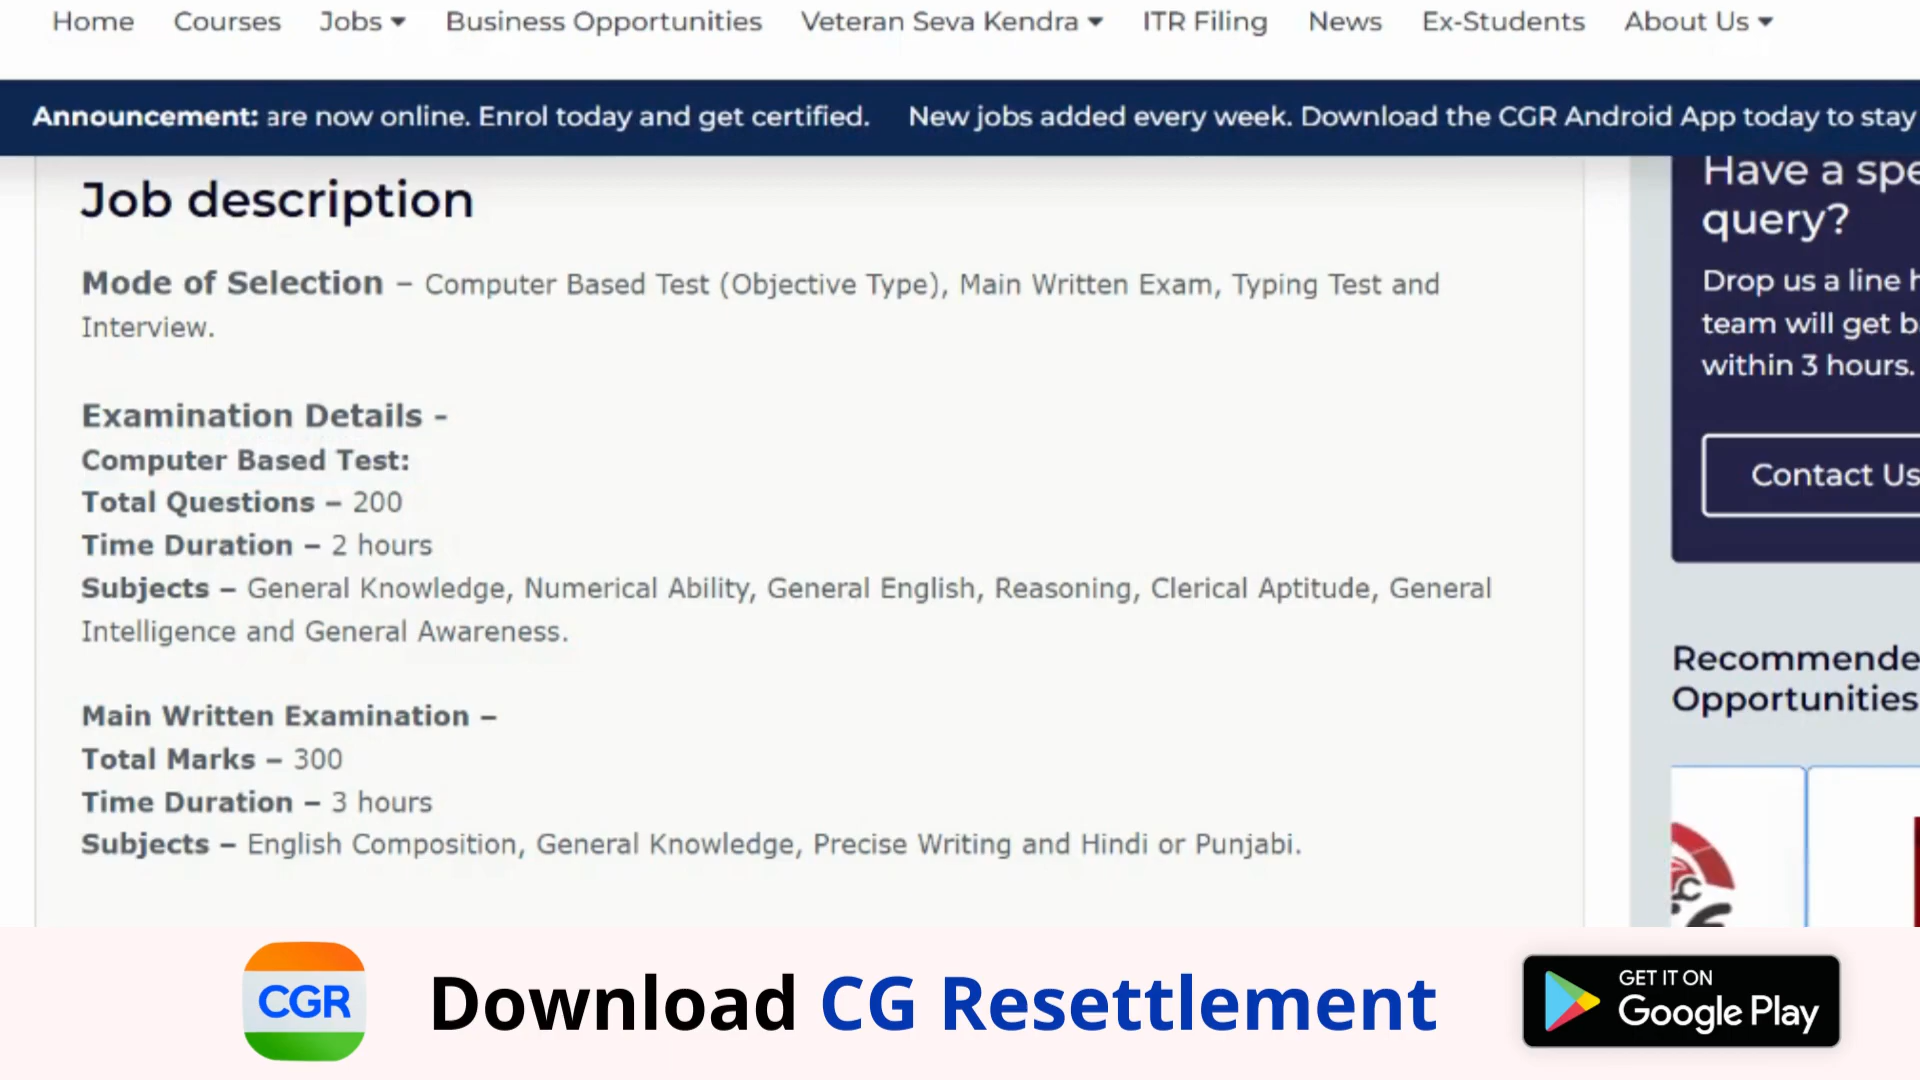 Home Courses Jobs Business Opportunities Veteran Seva Kendra ITR Filing News Ex-Students About Us
Announcement: are now online. Enrol today and get certified. New jobs added every week. Download the CGR Android App today to stay
Job description
Mode of Selection – Computer Based Test (Objective Type), Main Written Exam, Typing Test and
Interview.
Examination Details -
Computer Based Test:
Total Questions – 200
Time Duration – 2 hours
Subjects – General Knowledge, Numerical Ability, General English, Reasoning, Clerical Aptitude, General
Intelligence and General Awareness.
Main Written Examination –
Total Marks – 300
Time Duration – 3 hours
Subjects – English Composition, General Knowledge, Precise Writing and Hindi or Punjabi.
Have a spe
query?
Drop us a line h
team will get b
within 3 hours.
Contact Us
Recommende
Opportunities
CGR
Download CG Resettlement
GET IT ON
Google Play